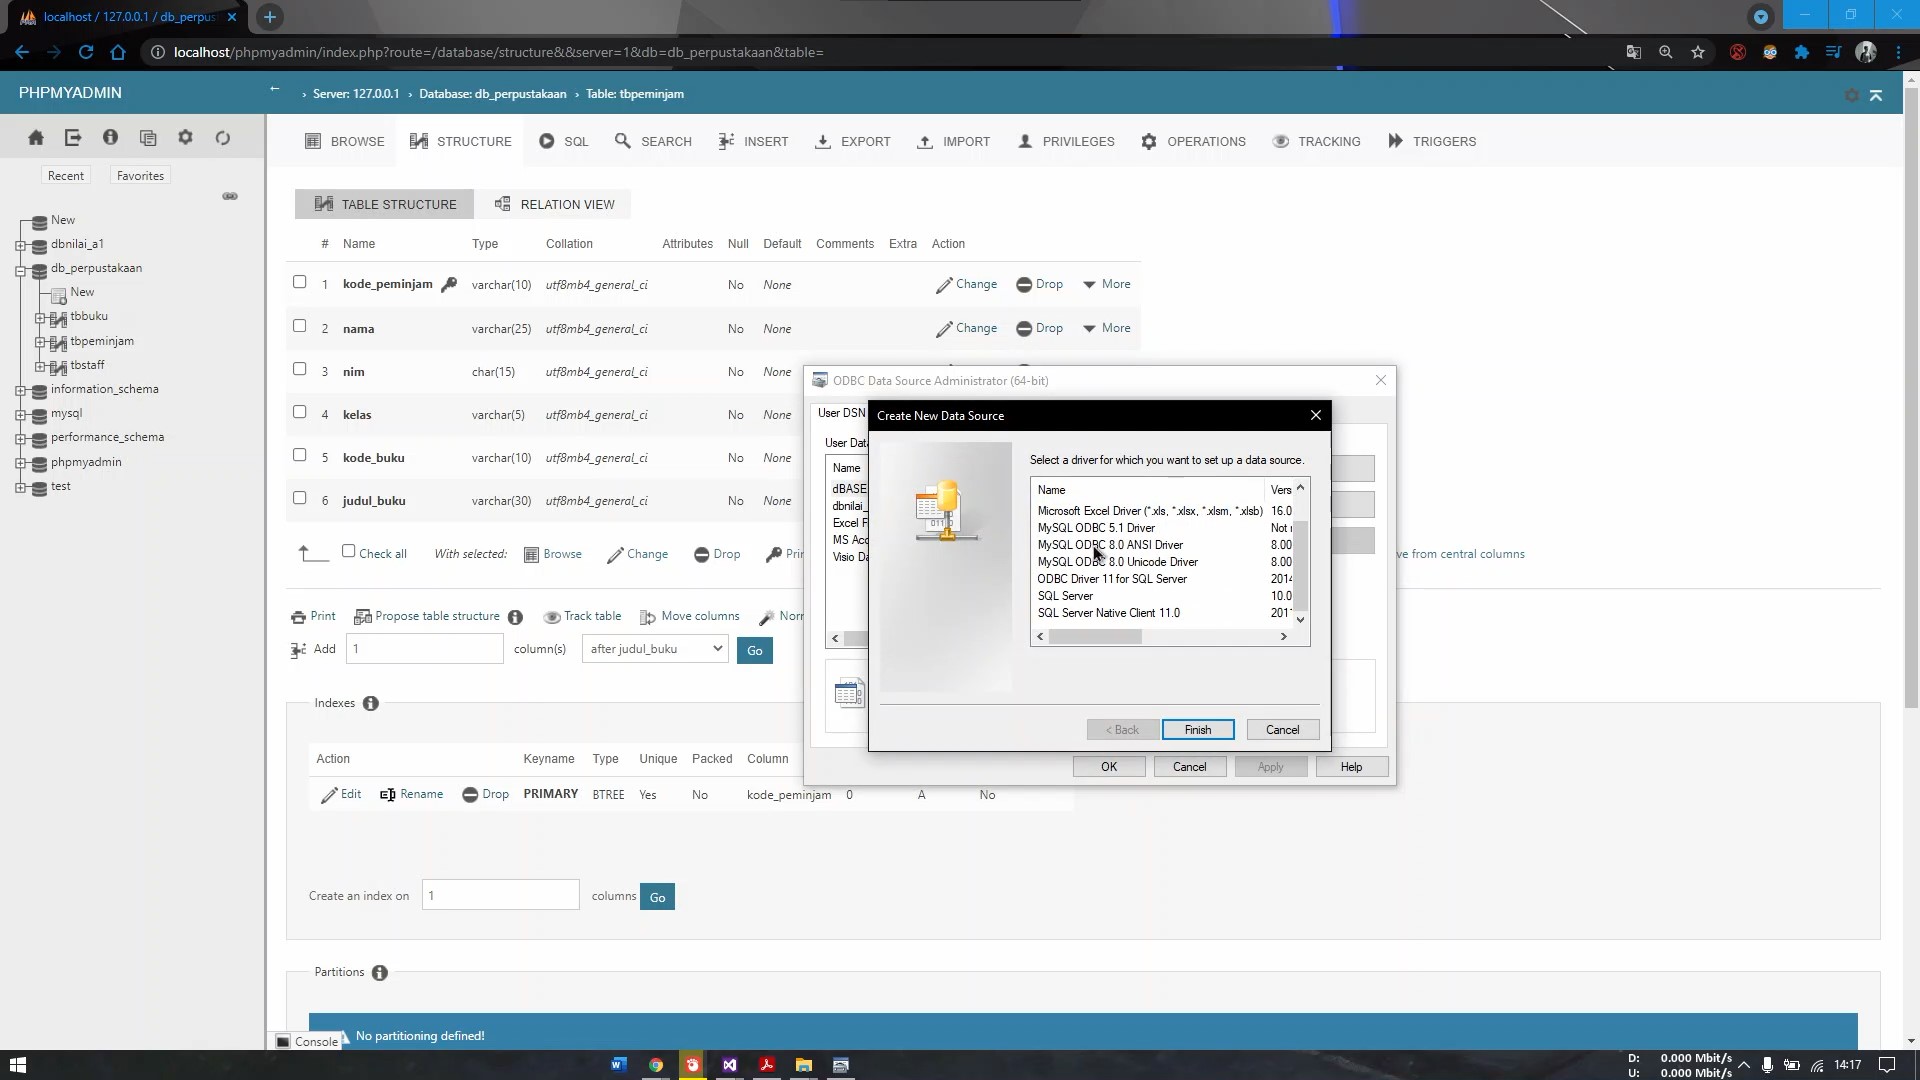 localhost / 127.0.0.1 / db_perpus
localhost/phpmyadmin/index.php?route=/database/structure&&server=1&db=db_perpustakaan&table=
PHPMYADMIN
← › Server: 127.0.0.1 › Database: db_perpustakaan › Table: tbpeminjam
BROWSE STRUCTURE SQL SEARCH INSERT EXPORT IMPORT PRIVILEGES OPERATIONS TRACKING TRIGGERS
Recent Favorites
New
dbnilai_a1
db_perpustakaan
New
tbbuku
tbpeminjam
tbstaff
information_schema
mysql
performance_schema
phpmyadmin
test
TABLE STRUCTURE RELATION VIEW
# Name Type Collation Attributes Null Default Comments Extra Action
1 kode_peminjam varchar(10) utf8mb4_general_ci No None Change Drop More
2 nama varchar(25) utf8mb4_general_ci No None Change Drop More
3 nim char(15) utf8mb4_general_ci No None
4 kelas varchar(5) utf8mb4_general_ci No None
5 kode_buku varchar(10) utf8mb4_general_ci No None
6 judul_buku varchar(30) utf8mb4_general_ci No None
Check all With selected: Browse Change Drop Pri
ve from central columns
Print Propose table structure Track table Move columns Nor
Add 1 column(s) after judul_buku Go
Indexes
Action Keyname Type Unique Packed Column
Edit Rename Drop PRIMARY BTREE Yes No kode_peminjam 0 A No
Create an index on 1 columns Go
Partitions
No partitioning defined!
Console
ODBC Data Source Administrator (64-bit)
User DSN
User Dat
Name
dBASE
dbnilai_
Excel F
MS Acc
Visio Da
OK Cancel Apply Help
Create New Data Source
Select a driver for which you want to set up a data source.
Name Vers
Microsoft Excel Driver (*.xls, *.xlsx, *.xlsm, *.xlsb) 16.0
MySQL ODBC 5.1 Driver Not
MySQL ODBC 8.0 ANSI Driver 8.00
MySQL ODBC 8.0 Unicode Driver 8.00
ODBC Driver 11 for SQL Server 2014
SQL Server 10.0
SQL Server Native Client 11.0 2011
< Back Finish Cancel
D: 0.000 Mbit/s
U: 0.000 Mbit/s
14:17